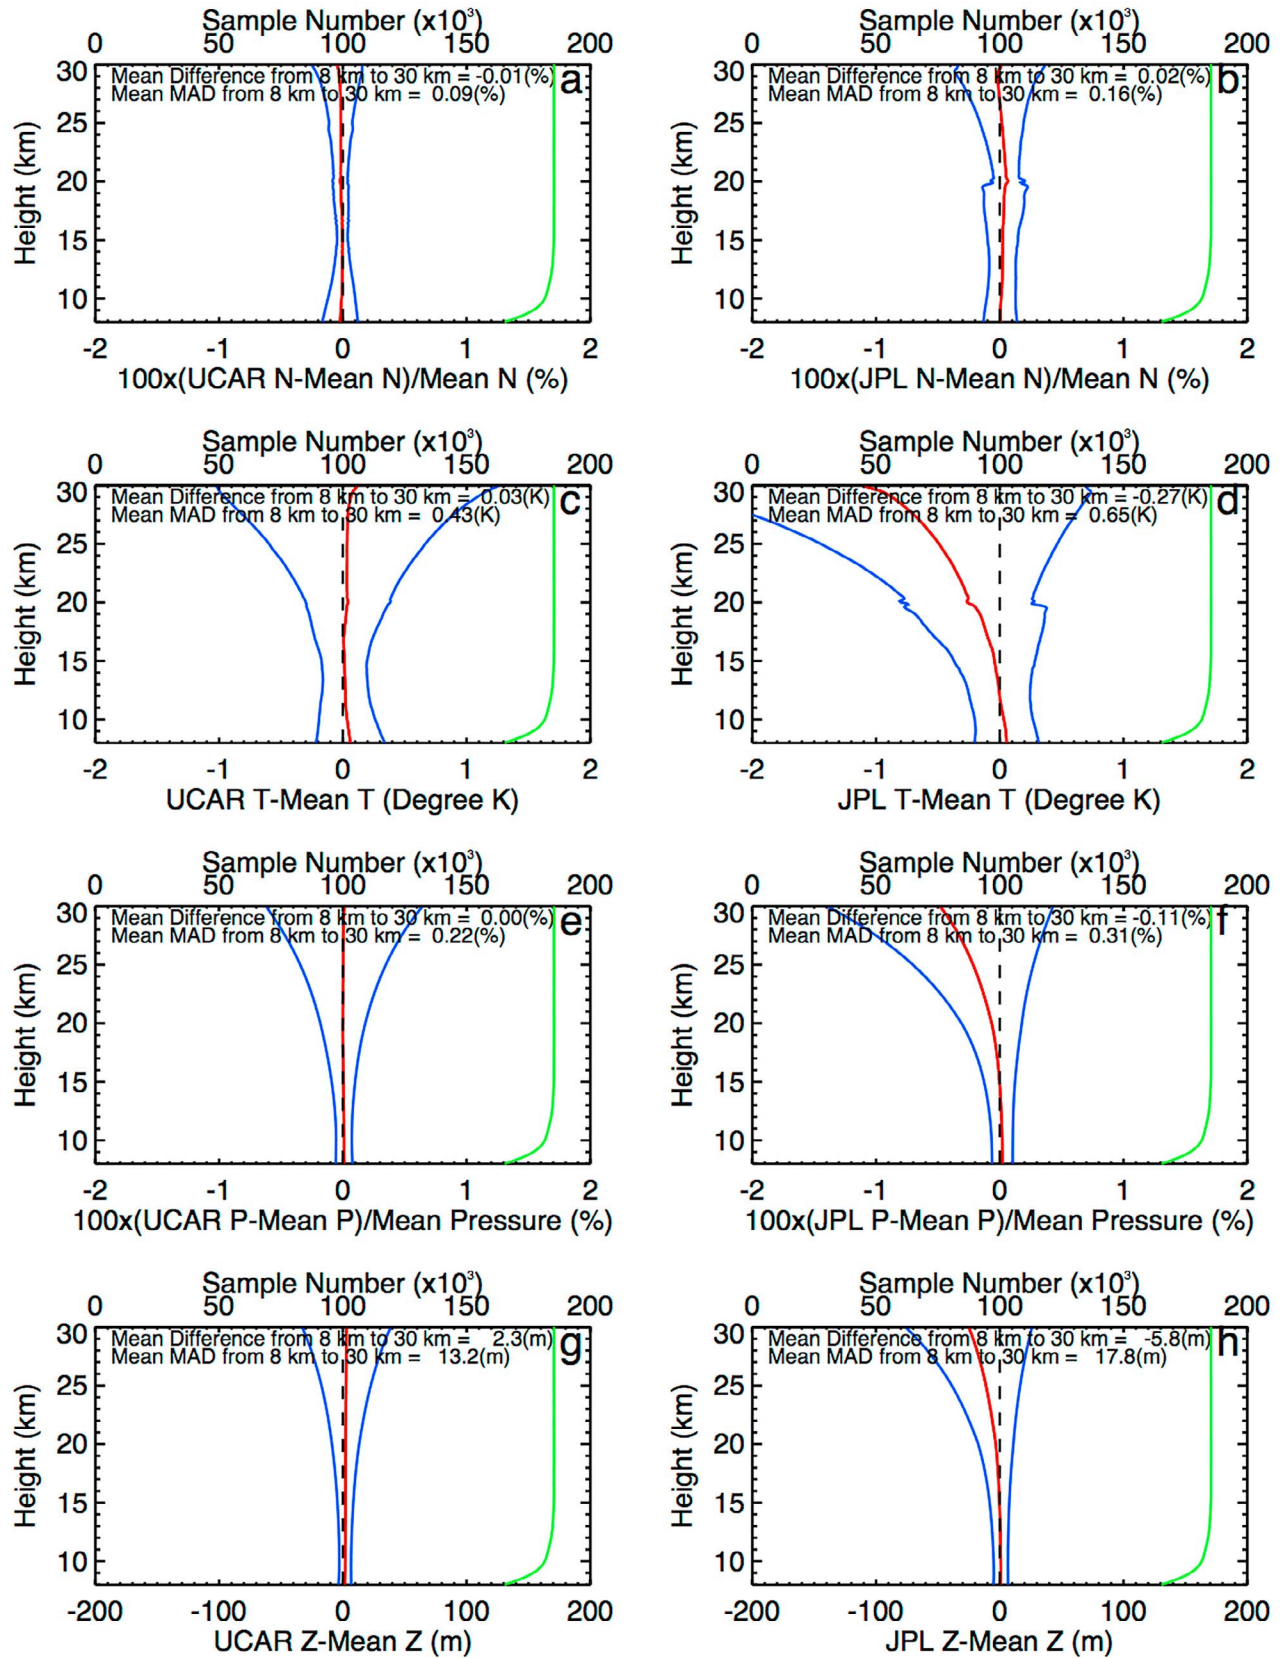 Sample Number (x10³)
0 50 100 150 200
Mean Difference from 8 km to 30 km = -0.01(%)
Mean MAD from 8 km to 30 km = 0.09(%)
a
30
25
20
15
10
Height (km)
-2 -1 0 1 2
100x(UCAR N-Mean N)/Mean N (%)
Sample Number (x10³)
0 50 100 150 200
Mean Difference from 8 km to 30 km = 0.02(%)
Mean MAD from 8 km to 30 km = 0.16(%)
b
30
25
20
15
10
Height (km)
-2 -1 0 1 2
100x(JPL N-Mean N)/Mean N (%)
Sample Number (x10³)
0 50 100 150 200
Mean Difference from 8 km to 30 km = 0.03(K)
Mean MAD from 8 km to 30 km = 0.43(K)
c
30
25
20
15
10
Height (km)
-2 -1 0 1 2
UCAR T-Mean T (Degree K)
Sample Number (x10³)
0 50 100 150 200
Mean Difference from 8 km to 30 km = -0.27(K)
Mean MAD from 8 km to 30 km = 0.65(K)
d
30
25
20
15
10
Height (km)
-2 -1 0 1 2
JPL T-Mean T (Degree K)
Sample Number (x10³)
0 50 100 150 200
Mean Difference from 8 km to 30 km = 0.00(%)
Mean MAD from 8 km to 30 km = 0.22(%)
e
30
25
20
15
10
Height (km)
-2 -1 0 1 2
100x(UCAR P-Mean P)/Mean Pressure (%)
Sample Number (x10³)
0 50 100 150 200
Mean Difference from 8 km to 30 km = -0.11(%)
Mean MAD from 8 km to 30 km = 0.31(%)
f
30
25
20
15
10
Height (km)
-2 -1 0 1 2
100x(JPL P-Mean P)/Mean Pressure (%)
Sample Number (x10³)
0 50 100 150 200
Mean Difference from 8 km to 30 km = 2.3(m)
Mean MAD from 8 km to 30 km = 13.2(m)
g
30
25
20
15
10
Height (km)
-200 -100 0 100 200
UCAR Z-Mean Z (m)
Sample Number (x10³)
0 50 100 150 200
Mean Difference from 8 km to 30 km = -5.8(m)
Mean MAD from 8 km to 30 km = 17.8(m)
h
30
25
20
15
10
Height (km)
-200 -100 0 100 200
JPL Z-Mean Z (m)